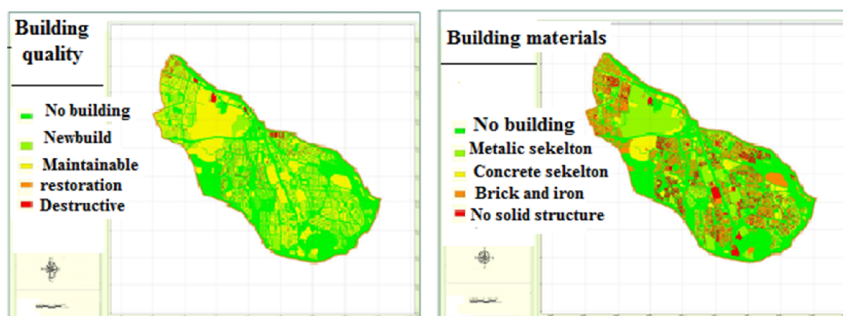 Building
quality
No building
Newbuild
Maintainable
restoration
Destructive
Building materials
No building
Metalic sekelton
Concrete sekelton
Brick and iron
No solid structure